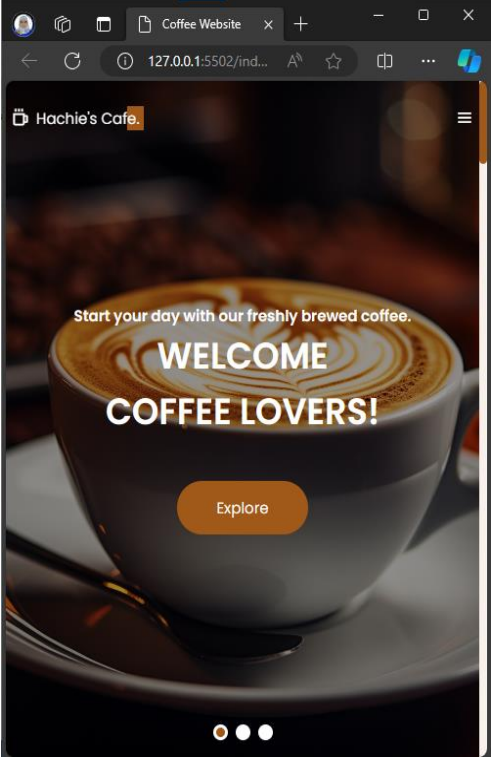 Coffee Website
127.0.0.1:5502/ind...
Hachie's Cafe.
Start your day with our freshly brewed coffee.
WELCOME
COFFEE LOVERS!
Explore